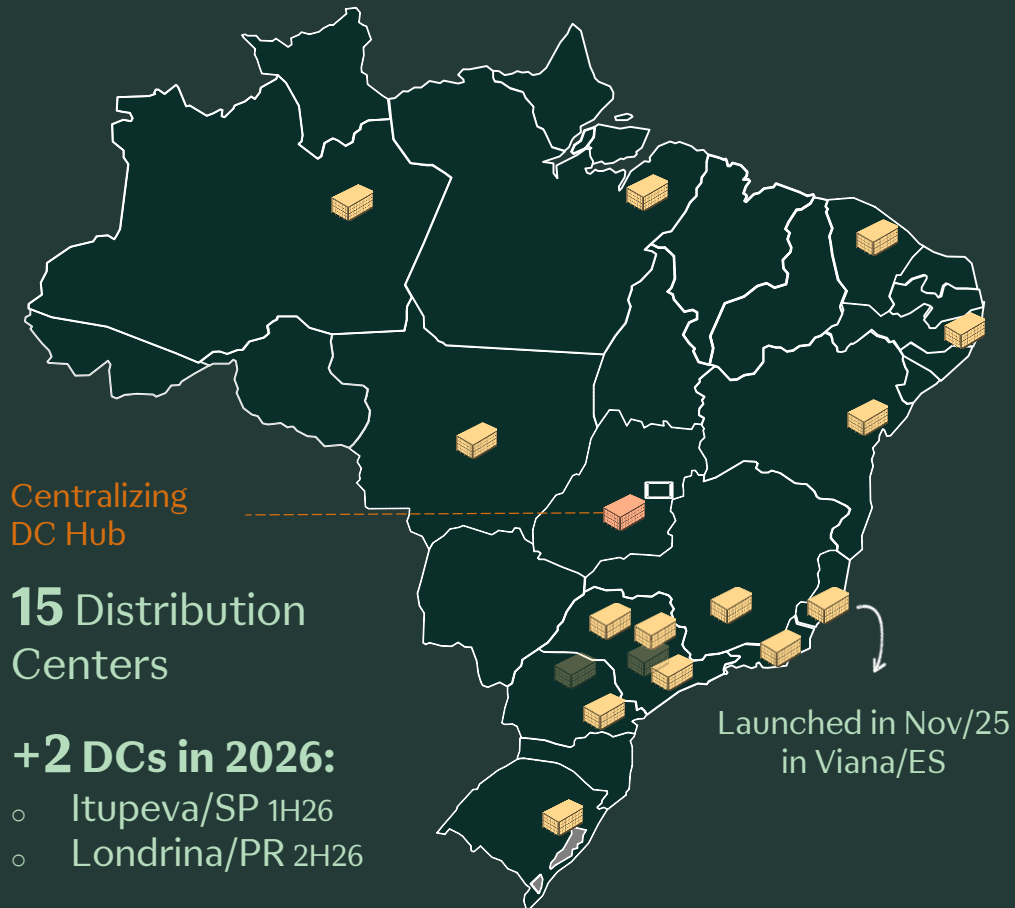 Centralizing
DC Hub
15 Distribution
Centers
+2 DCs in 2026:
○ Itupeva/SP 1H26
○ Londrina/PR 2H26
Launched in Nov/25
in Viana/ES